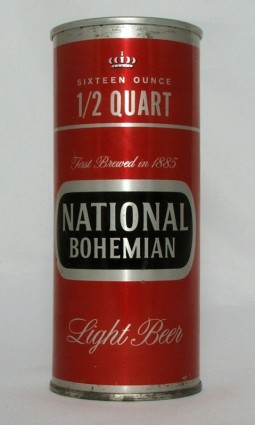 SIXTEEN OUNCE
1/2 QUART
First Brewed in 1885
NATIONAL
BOHEMIAN
Light Beer